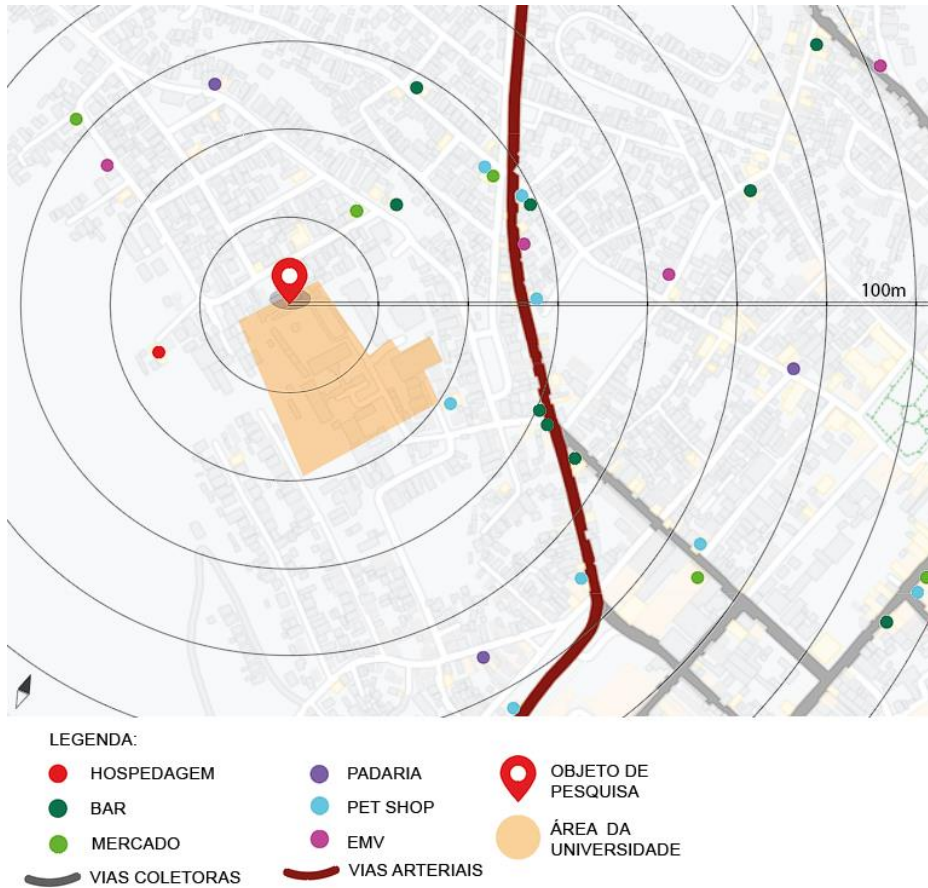 100m
LEGENDA:
HOSPEDAGEM
BAR
MERCADO
VIAS COLETORAS
PADARIA
PET SHOP
EMV
VIAS ARTERIAIS
OBJETO DE
PESQUISA
ÁREA DA
UNIVERSIDADE